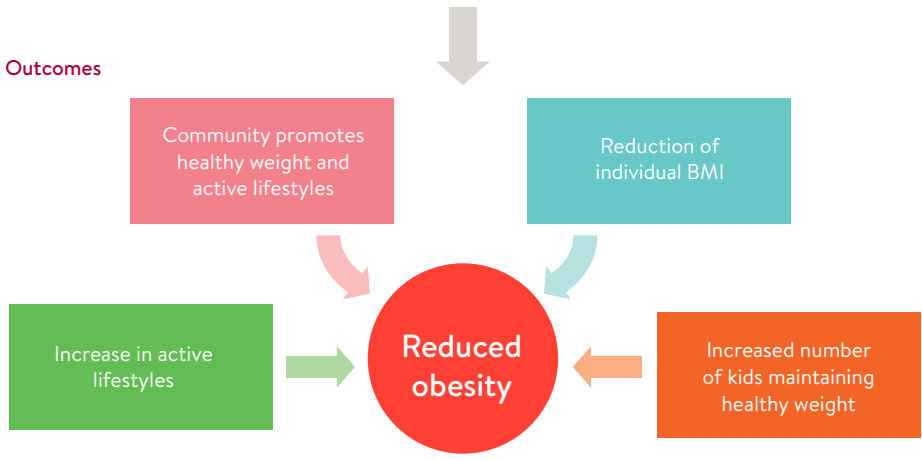 Outcomes
Community promotes
healthy weight and
active lifestyles
Reduction of
individual BMI
Increase in active
lifestyles
Reduced
obesity
Increased number
of kids maintaining
healthy weight